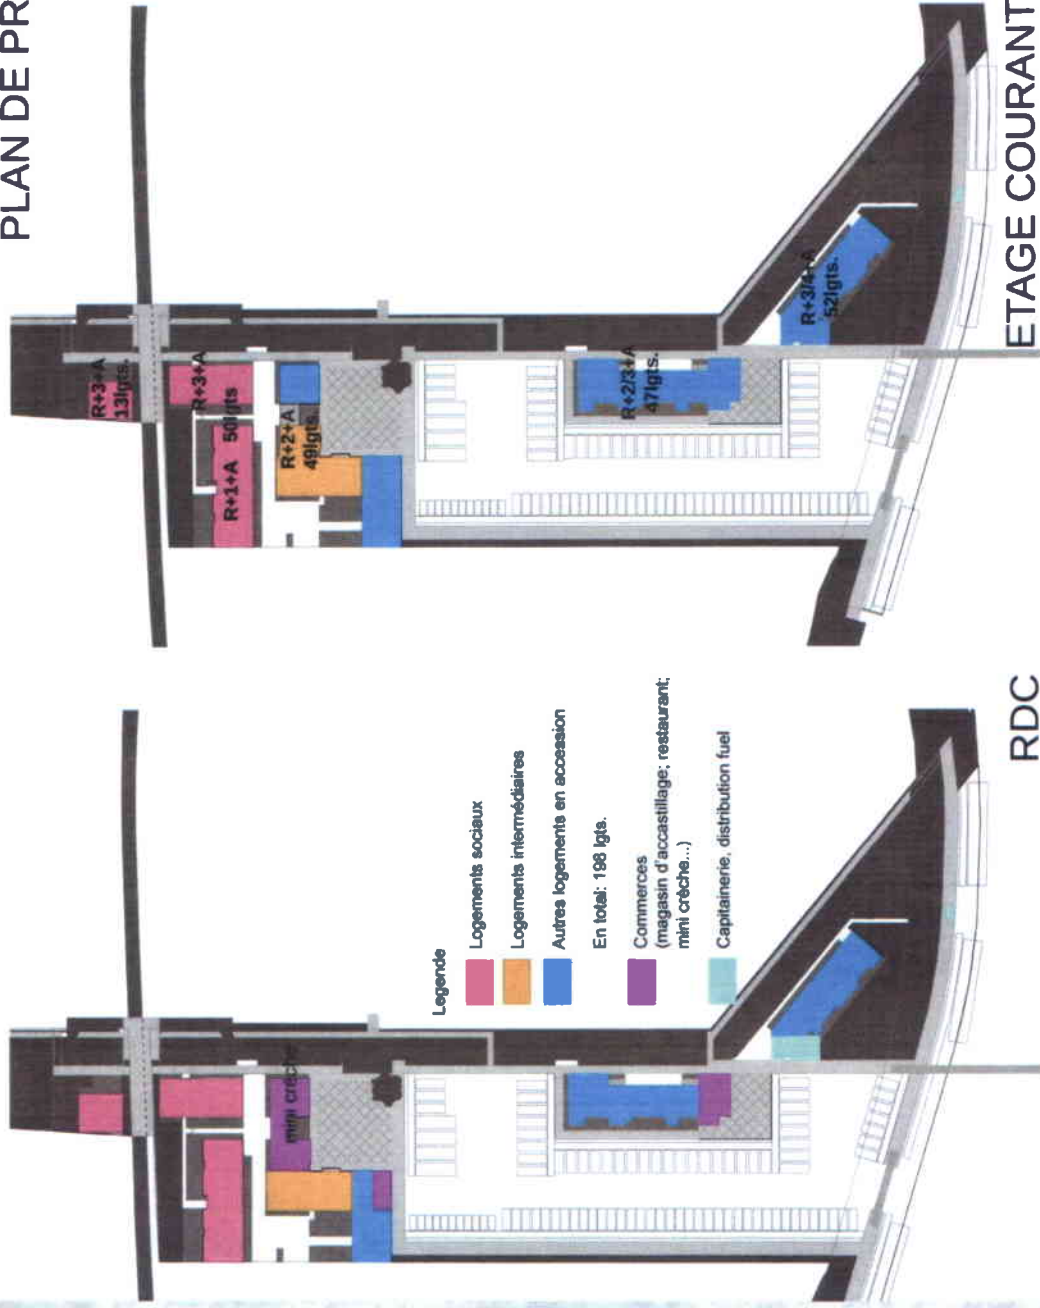 PLAN DE PR
ETAGE COURANT
R+3+A
13lgts.
R+3+A
R+1+A 50lgts
R+2+A
49lgts.
R+2/3+A
47lgts.
R+3/4+A
52lgts.
RDC
mini crèche
Legende
Logements sociaux
Logements intermédiaires
Autres logements en accession
En total: 198 lgts.
Commerces
(magasin d'accastillage; restaurant;
mini crèche...)
Capitainerie, distribution fuel